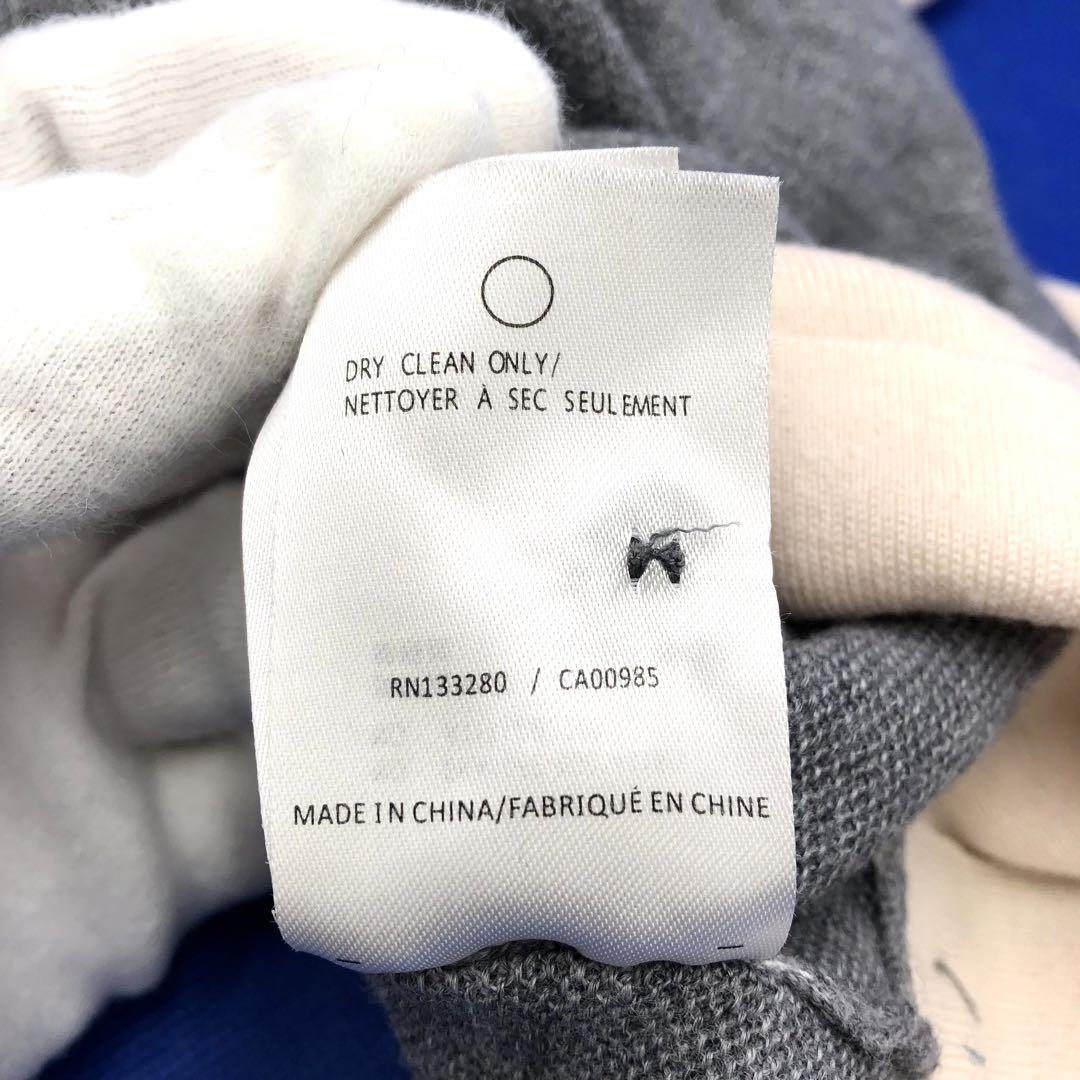 DRY CLEAN ONLY/
NETTOYER À SEC SEULEMENT
RN133280 / CA00985
MADE IN CHINA/FABRIQUÉ EN CHINE